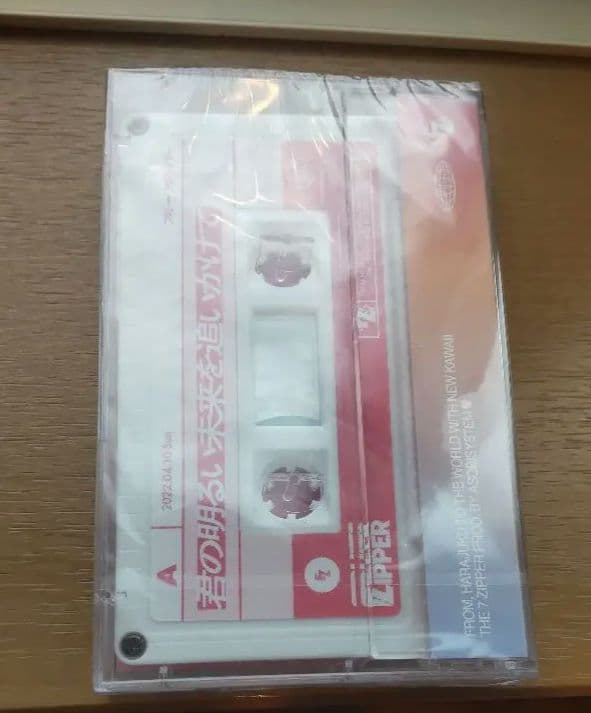 A
2022.04.10 Sun
君の明るい未来を追いかけて
FZ
ZIPPER
FROM HARAJUKU TO THE WORLD WITH NEW KAWAII
THE 7 ZIPPER PROD. BY ASOBISYSTEM